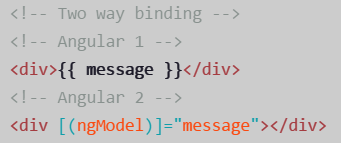 <!-- Two way binding -->
<!-- Angular 1 -->
<div>{{ message }}</div>
<!-- Angular 2 -->
<div [(ngModel)]="message"></div>